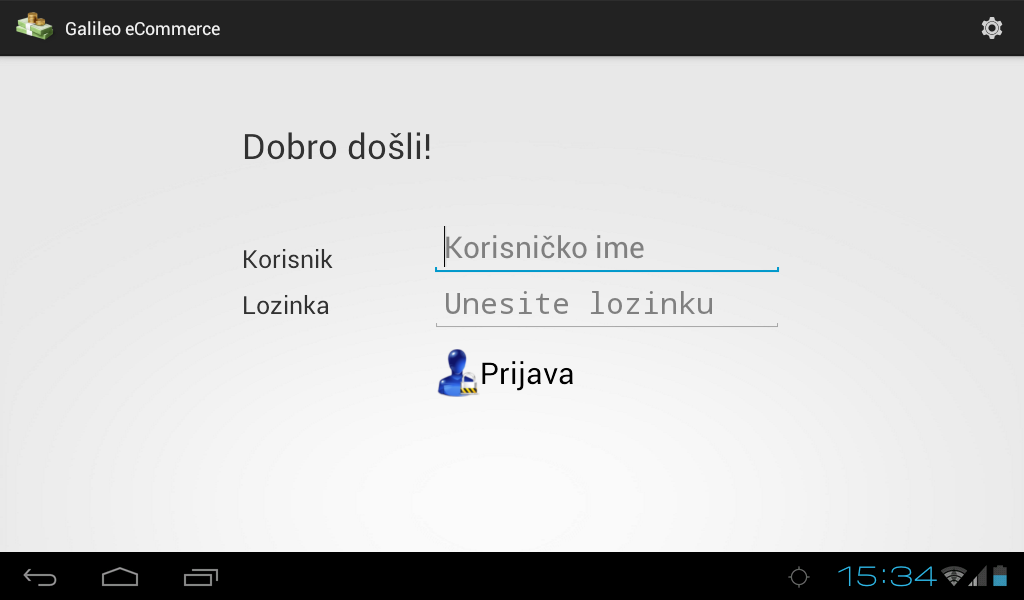 Galileo eCommerce
Dobro došli!
Korisnik
Korisničko ime
Lozinka
Unesite lozinku
Prijava
15:34